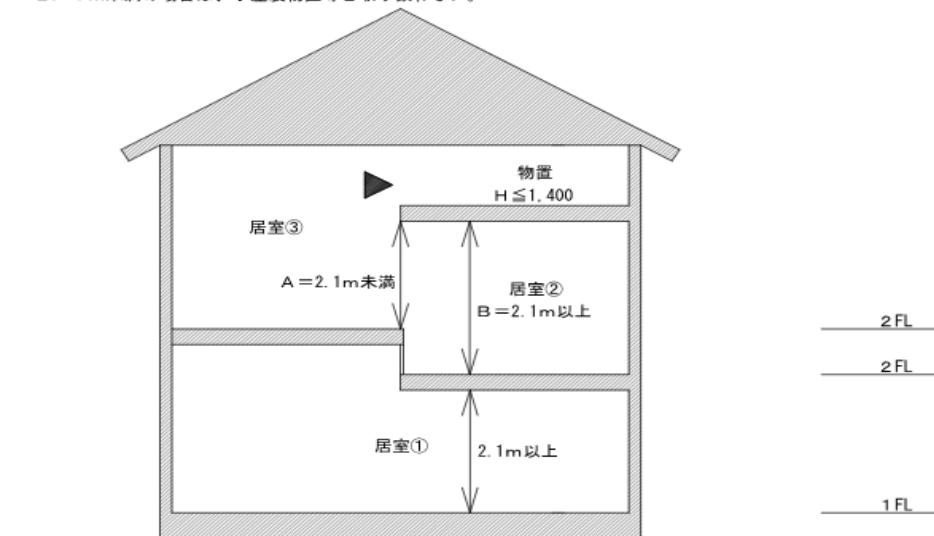 物置
H≦1,400
居室③
A=2.1m未満
居室②
B=2.1m以上
2FL
2FL
居室①
2.1m以上
1FL